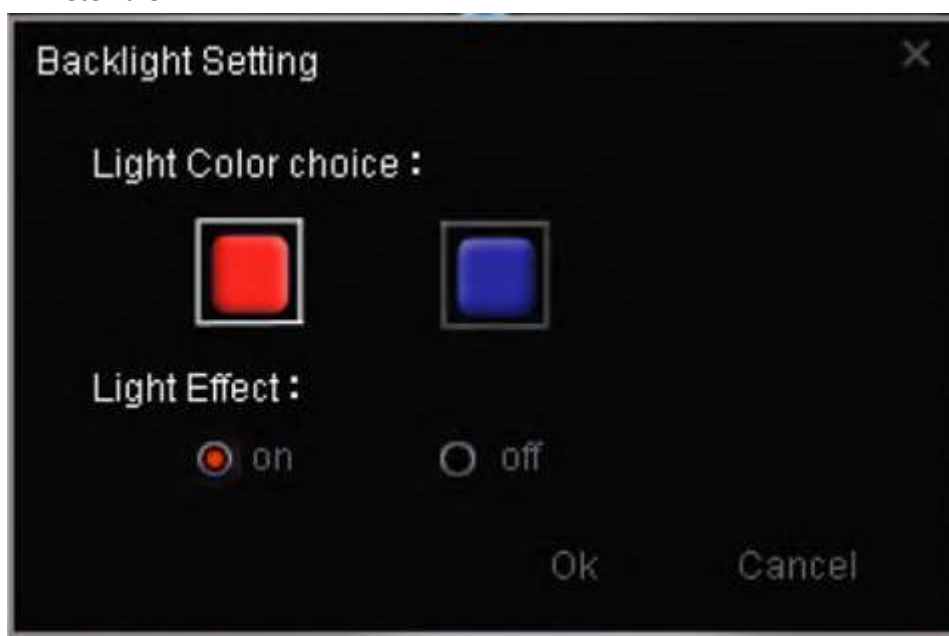 Backlight Setting
Light Color choice :
Light Effect :
on off
Ok Cancel